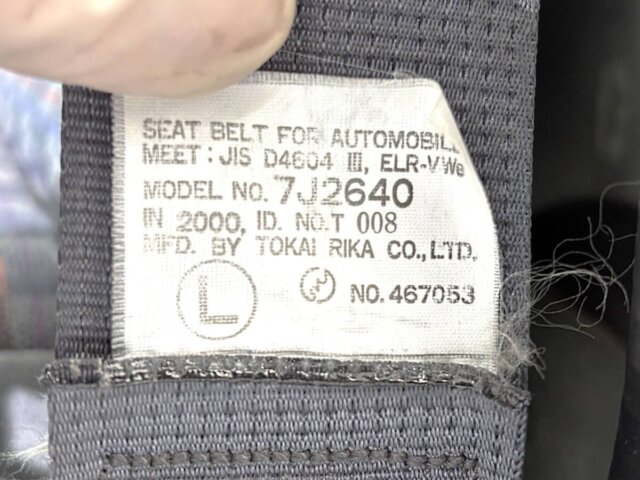 SEAT BELT FOR AUTOMOBILE
MEET : JIS D4604 III, ELR-VWe
MODEL NO. 7J2640
IN 2000, ID. NO.T 008
MFD. BY TOKAI RIKA CO., LTD.
L NO. 467053